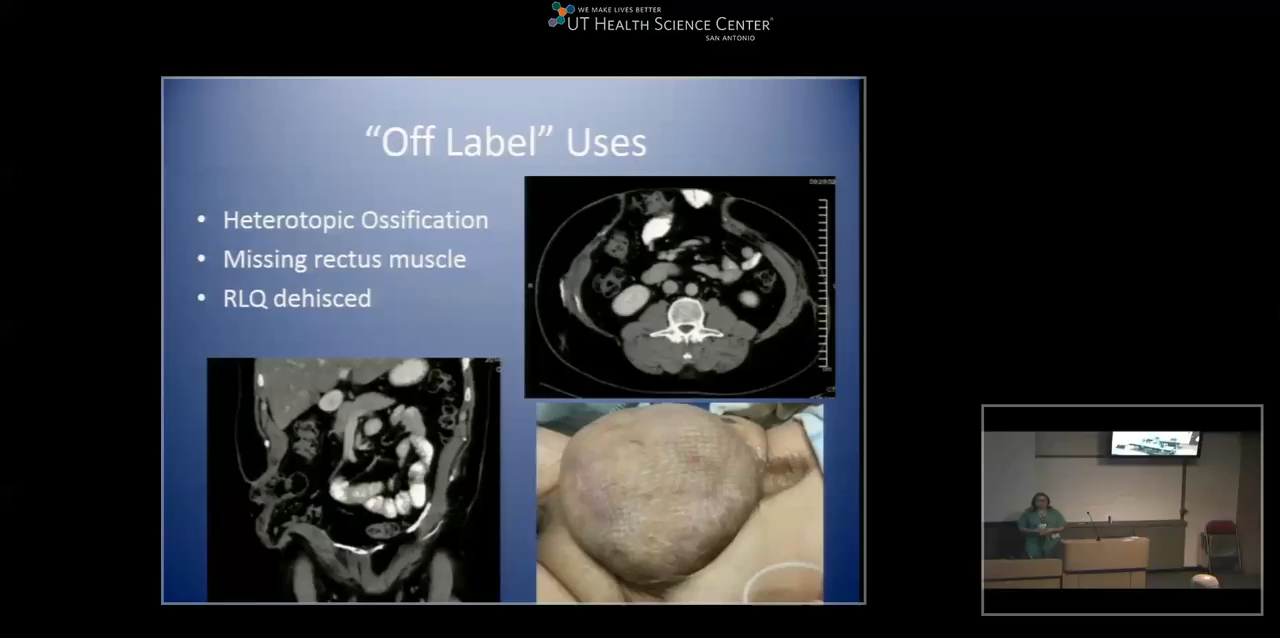 WE MAKE LIVES BETTER
UT HEALTH SCIENCE CENTER®
SAN ANTONIO
“Off Label” Uses
• Heterotopic Ossification
• Missing rectus muscle
• RLQ dehisced